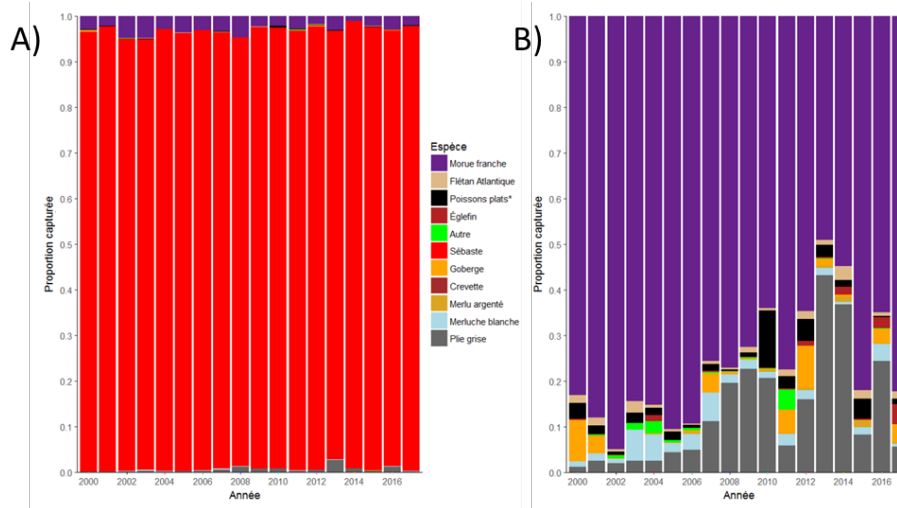 A)
B)
1.0
0.9
0.8
0.7
0.6
0.5
0.4
0.3
0.2
0.1
0.0
Proportion capturée
2000 2002 2004 2006 2008 2010 2012 2014 2016
Année
Espèce
Morue franche
Flétan Atlantique
Poissons plats*
Églefin
Autre
Sébaste
Goberge
Crevette
Merlu argenté
Merluche blanche
Plie grise
1.0
0.9
0.8
0.7
0.6
0.5
0.4
0.3
0.2
0.1
0.0
Proportion capturée
2000 2002 2004 2006 2008 2010 2012 2014 2016
Année